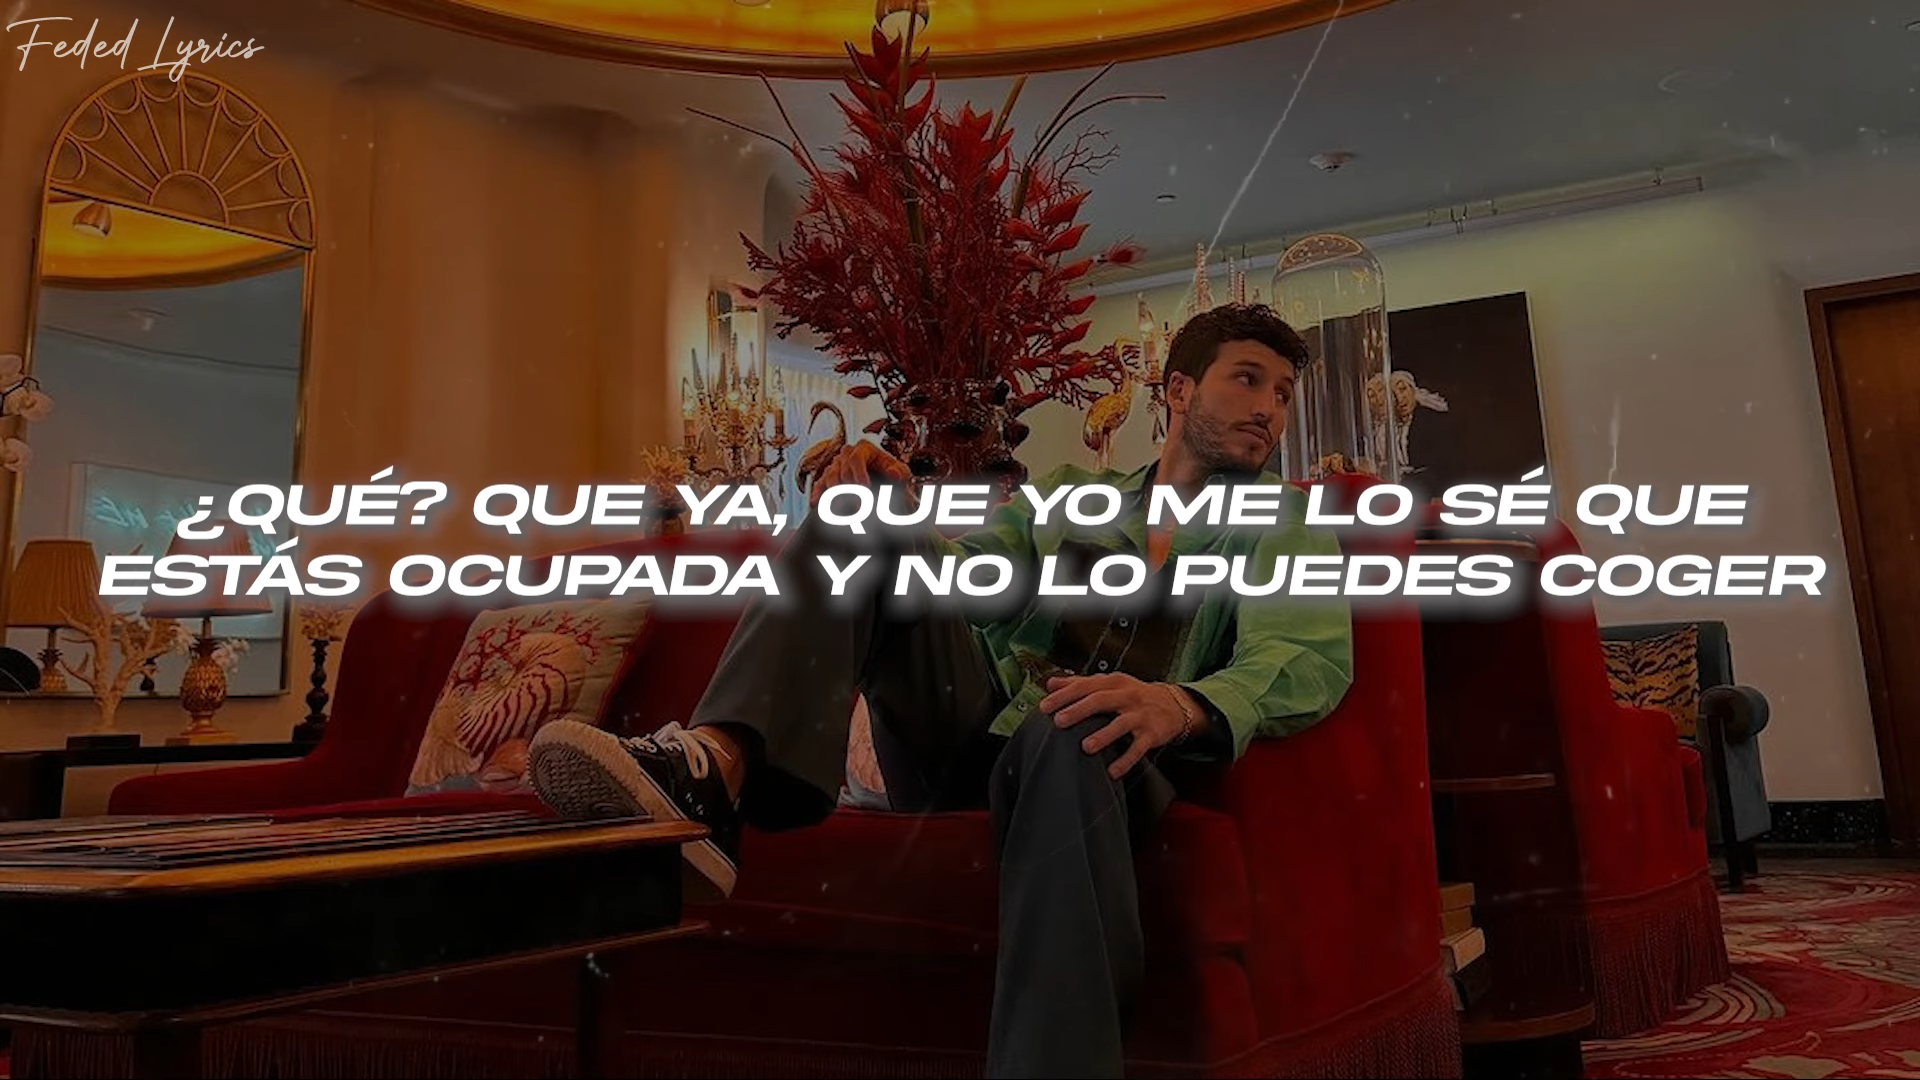 Feded Lyrics
¿QUÉ? QUE YA, QUE YO ME LO SÉ QUE
ESTÁS OCUPADA Y NO LO PUEDES COGER